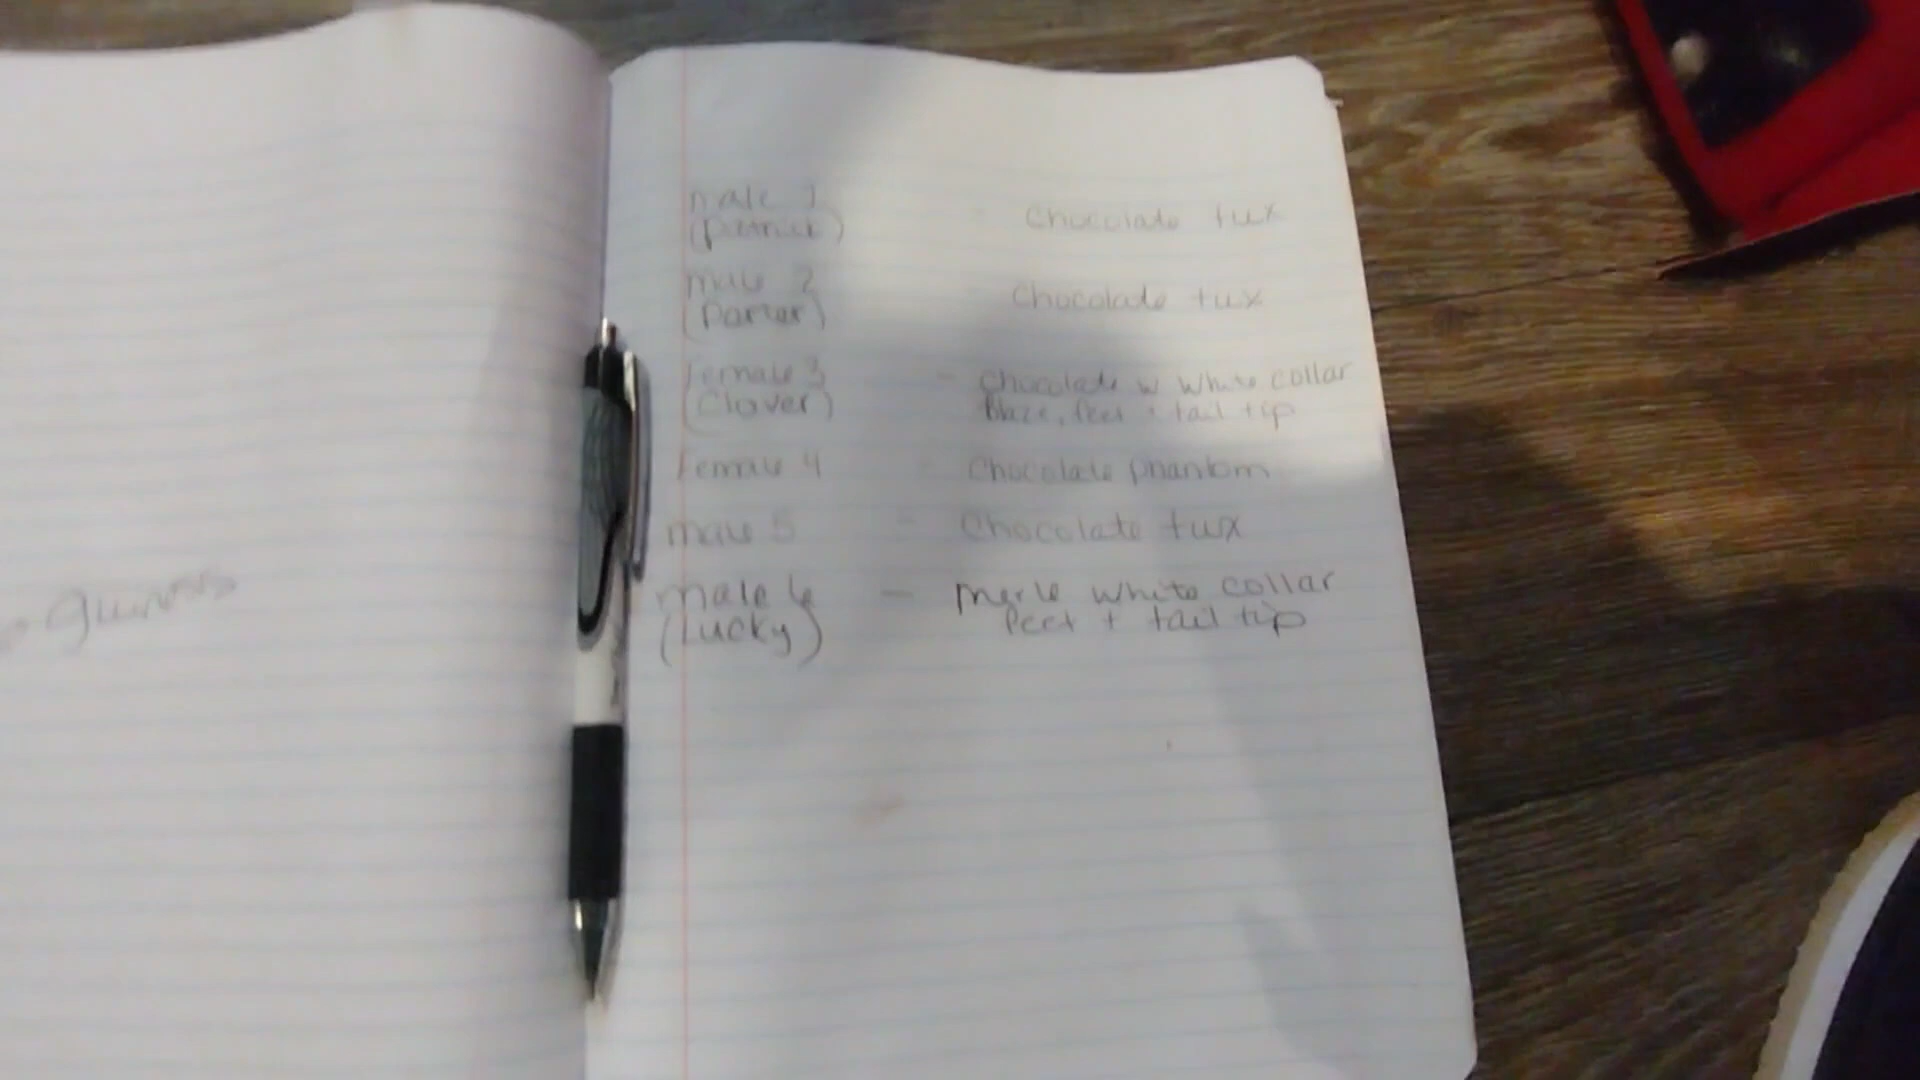 male 1 Chocolate tux
(Patrick)
male 2 Chocolate tux
(Porter)
Female 3 - Chocolate w white collar
(Clover) blaze, feet + tail tip
Female 4 - Chocolate phantom
male 5 - Chocolate tux
male 6 - Merle white collar
(Lucky) feet + tail tip